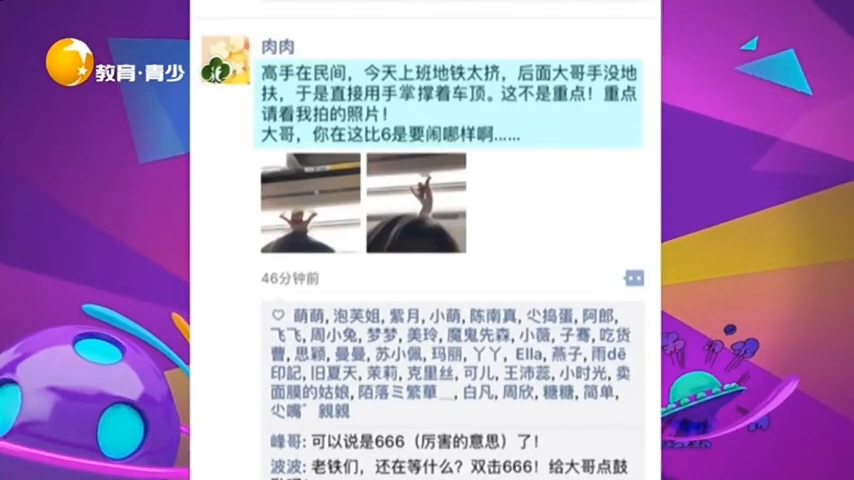 教育·青少
肉肉
高手在民间，今天上班地铁太挤，后面大哥手没地
扶，于是直接用手掌撑着车顶。这不是重点！重点
请看我拍的照片！
大哥，你在这比6是要闹哪样啊……
46分钟前
萌萌, 泡芙姐, 紫月, 小萌, 陈南真, 尐捣蛋, 阿郎,
飞飞, 周小兔, 梦梦, 美玲, 魔鬼先森, 小薇, 子骞, 吃货
曹, 思颖, 曼曼, 苏小佩, 玛丽, 丫丫, Ella, 燕子, 雨dē
印記, 旧夏天, 茉莉, 克里丝, 可儿, 王沛蕊, 小时光, 卖
面膜的姑娘, 陌落ミ繁華__, 白凡, 周欣, 糖糖, 简单,
尐嘴゛親親
峰哥: 可以说是666（厉害的意思）了！
波波: 老铁们，还在等什么？双击666！给大哥点鼓